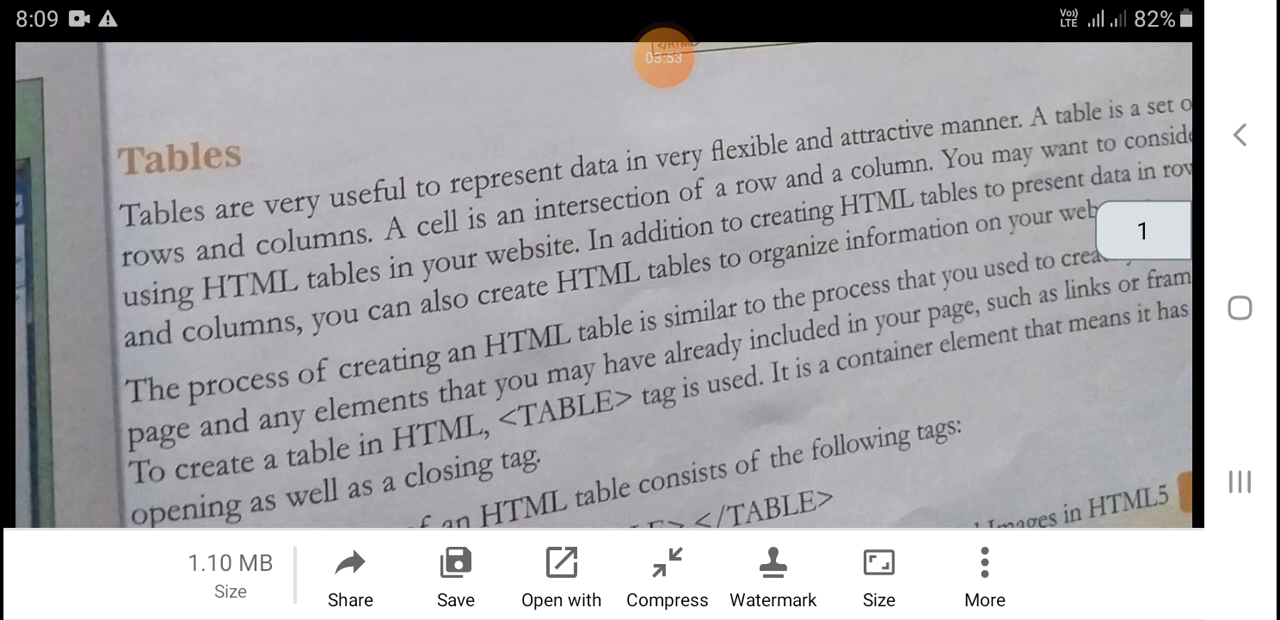 8:09
Vo)) LTE 82%
</HTML>
03:53
Tables
Tables are very useful to represent data in very flexible and attractive manner. A table is a set
rows and columns. A cell is an intersection of a row and a column. You may want to
using HTML tables in your website. In addition to creating HTML tables to present data in
and columns, you can also create HTML tables to organize information on your
1
The process of creating an HTML table is similar to the process that you used to
page and any elements that you may have already included in your page, such as links or
To create a table in HTML, <TABLE> tag is used. It is a container element that means it has
opening as well as a closing tag.
an HTML table consists of the following tags:
</TABLE>
Images in HTML5
1.10 MB
Size
Share
Save
Open with
Compress
Watermark
Size
More